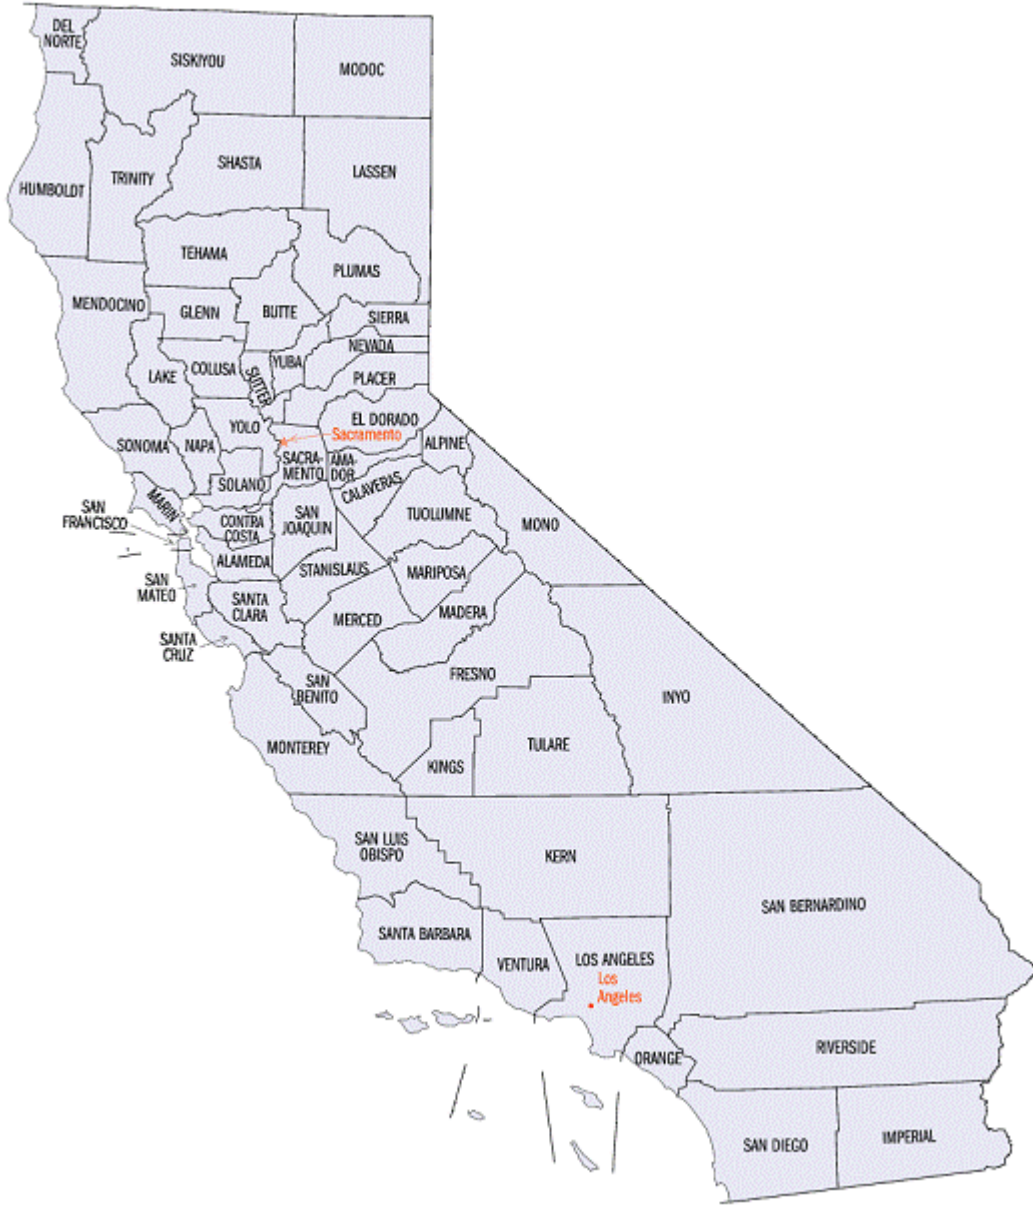 DEL
NORTE
SISKIYOU
MODOC
HUMBOLDT
TRINITY
SHASTA
LASSEN
TEHAMA
PLUMAS
MENDOCINO
GLENN
BUTTE
SIERRA
NEVADA
LAKE
COLUSA
SUTTER
YUBA
PLACER
SONOMA
NAPA
YOLO
EL DORADO
Sacramento
ALPINE
SACRA-
MENTO
AMA-
DOR
SOLANO
CALAVERAS
MARIN
SAN
FRANCISCO
CONTRA
COSTA
SAN
JOAQUIN
TUOLUMNE
MONO
ALAMEDA
STANISLAUS
MARIPOSA
SAN
MATEO
SANTA
CLARA
MERCED
MADERA
SANTA
CRUZ
SAN
BENITO
FRESNO
INYO
MONTEREY
KINGS
TULARE
SAN LUIS
OBISPO
KERN
SAN BERNARDINO
SANTA BARBARA
VENTURA
LOS ANGELES
Los
Angeles
ORANGE
RIVERSIDE
SAN DIEGO
IMPERIAL